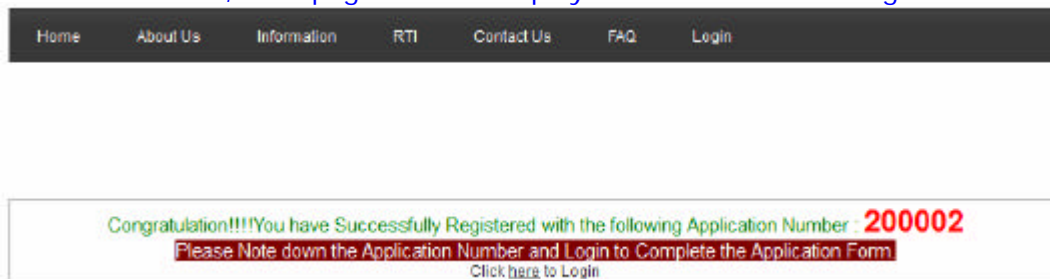 Home About Us Information RTI Contact Us FAQ Login
Congratulation!!!!You have Successfully Registered with the following Application Number : 200002
Please Note down the Application Number and Login to Complete the Application Form.
Click here to Login